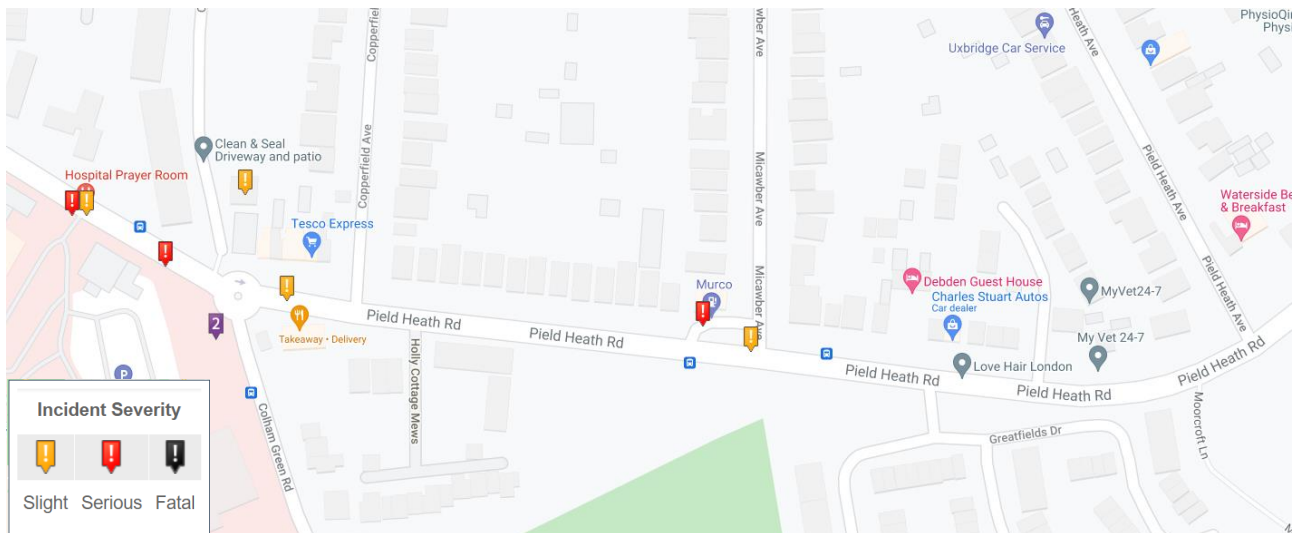 PhysioQi
Physi
Uxbridge Car Service
Copperfield
wber Ave
Heath Ave
Clean & Seal
Driveway and patio
Hospital Prayer Room
Copperfield Ave
Micawber Ave
Pield Heath Ave
Waterside Be
& Breakfast
Tesco Express
Murco
Micawber Ave
Pield Heath Ave
Debden Guest House
MyVet24-7
Charles Stuart Autos
Car dealer
2
Takeaway • Delivery
Pield Heath Rd
Pield Heath Rd
My Vet 24-7
Pield Heath Rd
P
Love Hair London
Pield Heath Rd
Pield Heath Rd
Holly Cottage Mews
Colham Green Rd
Greatfields Dr
Moorcroft Ln
Incident Severity
Slight Serious Fatal